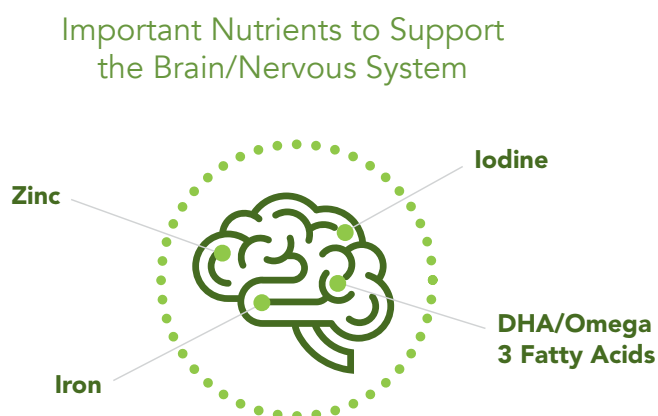 Important Nutrients to Support
the Brain/Nervous System
Iodine
Zinc
DHA/Omega
3 Fatty Acids
Iron